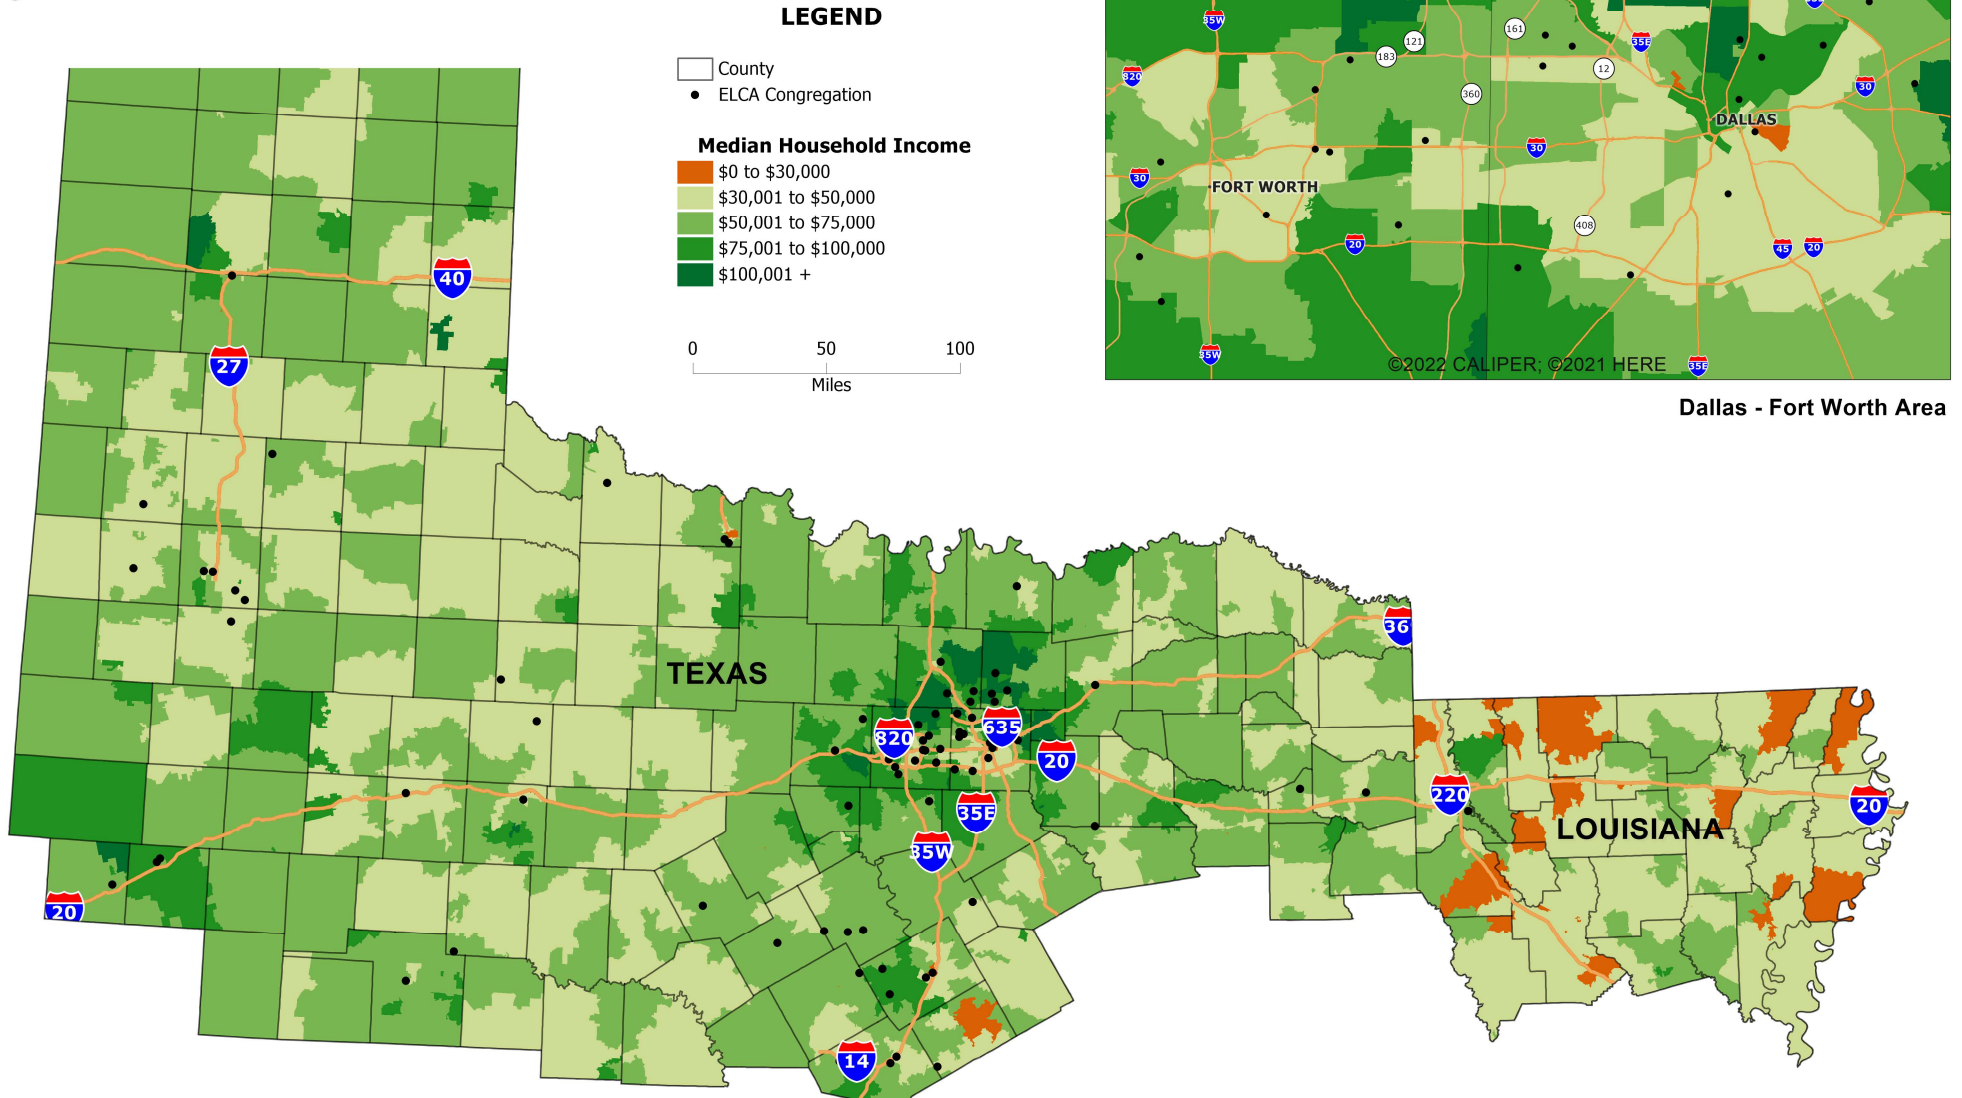 LEGEND
County
ELCA Congregation
Median Household Income
$0 to $30,000
$30,001 to $50,000
$50,001 to $75,000
$75,001 to $100,000
$100,001 +
0 50 100
Miles
35W
161
121
183
35E
12
820
360
30
DALLAS
30
30
FORT WORTH
408
20
45
20
35W
©2022 CALIPER; ©2021 HERE
35E
Dallas - Fort Worth Area
40
27
36
TEXAS
820
635
20
220
20
35E
LOUISIANA
35W
20
14